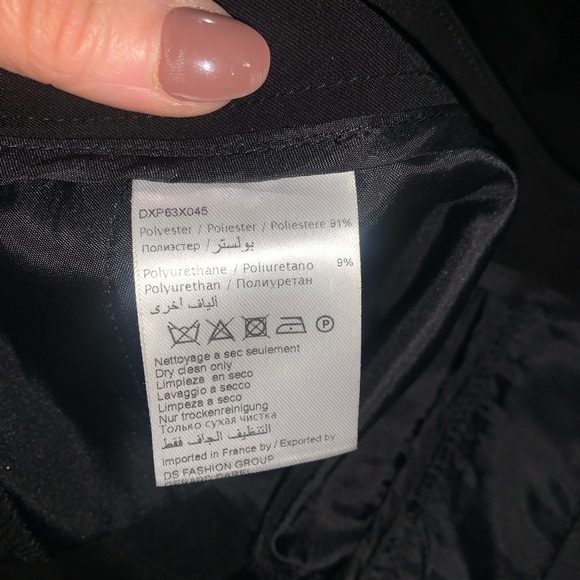 DXP63X045
Polyester / Poliester / Poliestere 91%
Полиэстер / بولستر
Polyurethane / Poliuretano 9%
Polyurethan / Полиуретан
ألياف أخرى
P
Nettoyage a sec seulement
Dry clean only
Limpieza en seco
Lavaggio a secco
Limpeza a seco
Nur trockenreinigung
Только сухая чистка
التنظيف الجاف فقط
imported in France by / Exported by
DS FASHION GROUP